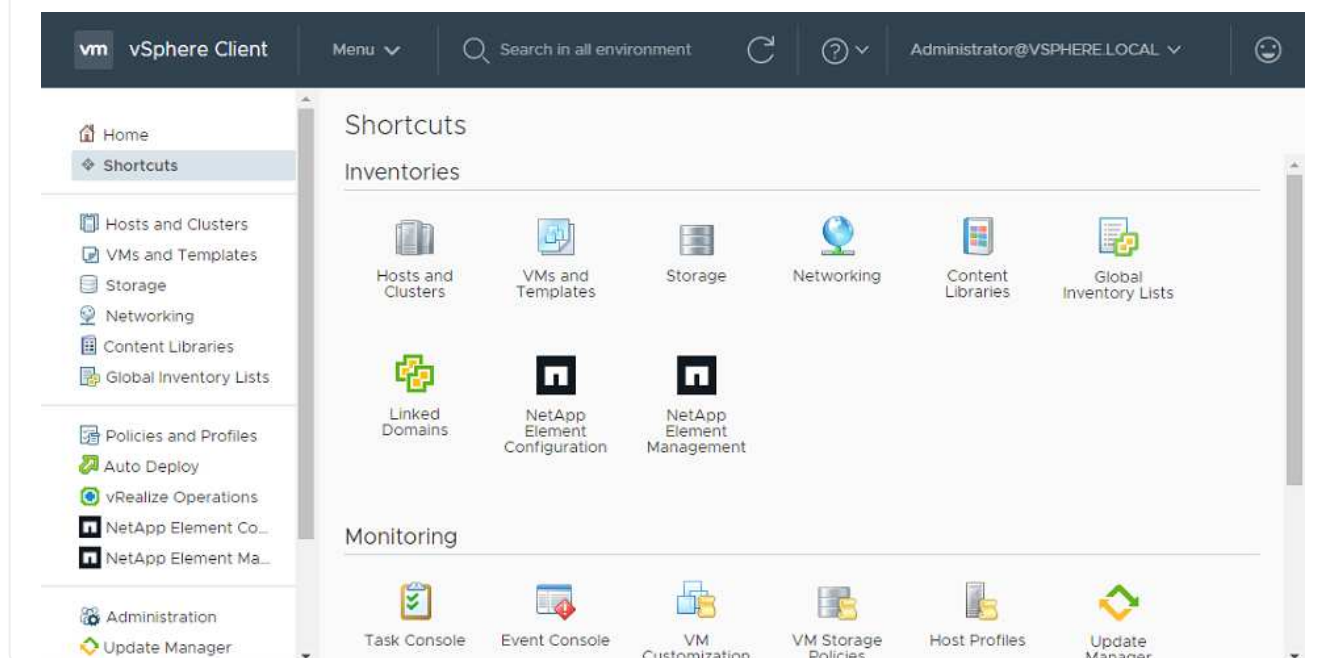 vm vSphere Client Menu Search in all environment Administrator@VSPHERE.LOCAL
Home
Shortcuts
Hosts and Clusters
VMs and Templates
Storage
Networking
Content Libraries
Global Inventory Lists
Policies and Profiles
Auto Deploy
vRealize Operations
NetApp Element Co...
NetApp Element Ma...
Administration
Update Manager
Shortcuts
Inventories
Hosts and
Clusters
VMs and
Templates
Storage
Networking
Content
Libraries
Global
Inventory Lists
Linked
Domains
NetApp
Element
Configuration
NetApp
Element
Management
Monitoring
Task Console
Event Console
VM
Customization
VM Storage
Policies
Host Profiles
Update
Manager